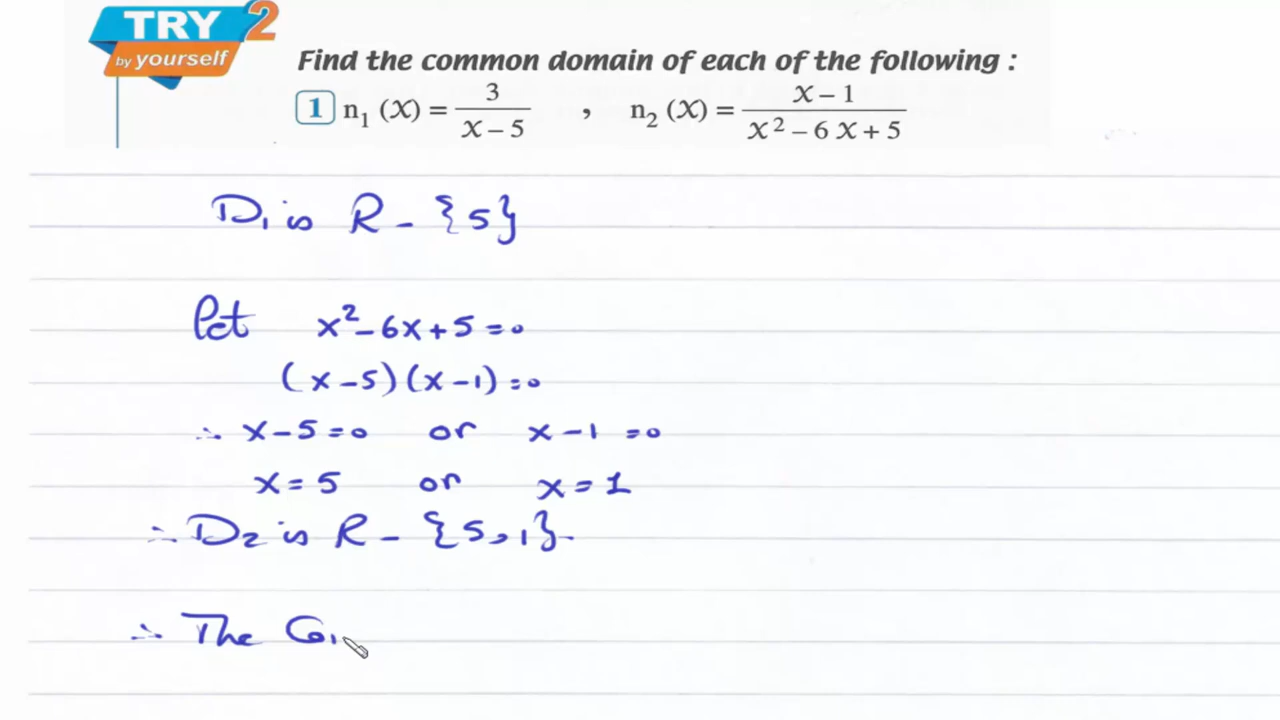 TRY 2
by yourself
Find the common domain of each of the following :
1 n₁ (X) = 3 / (X – 5) , n₂ (X) = (X – 1) / (X² – 6 X + 5)
D₁ is R - {5}
let x² - 6x + 5 = 0
(x - 5)(x - 1) = 0
∴ x - 5 = 0 or x - 1 = 0
x = 5 or x = 1
∴ D₂ is R - {5, 1}.
∴ The Co